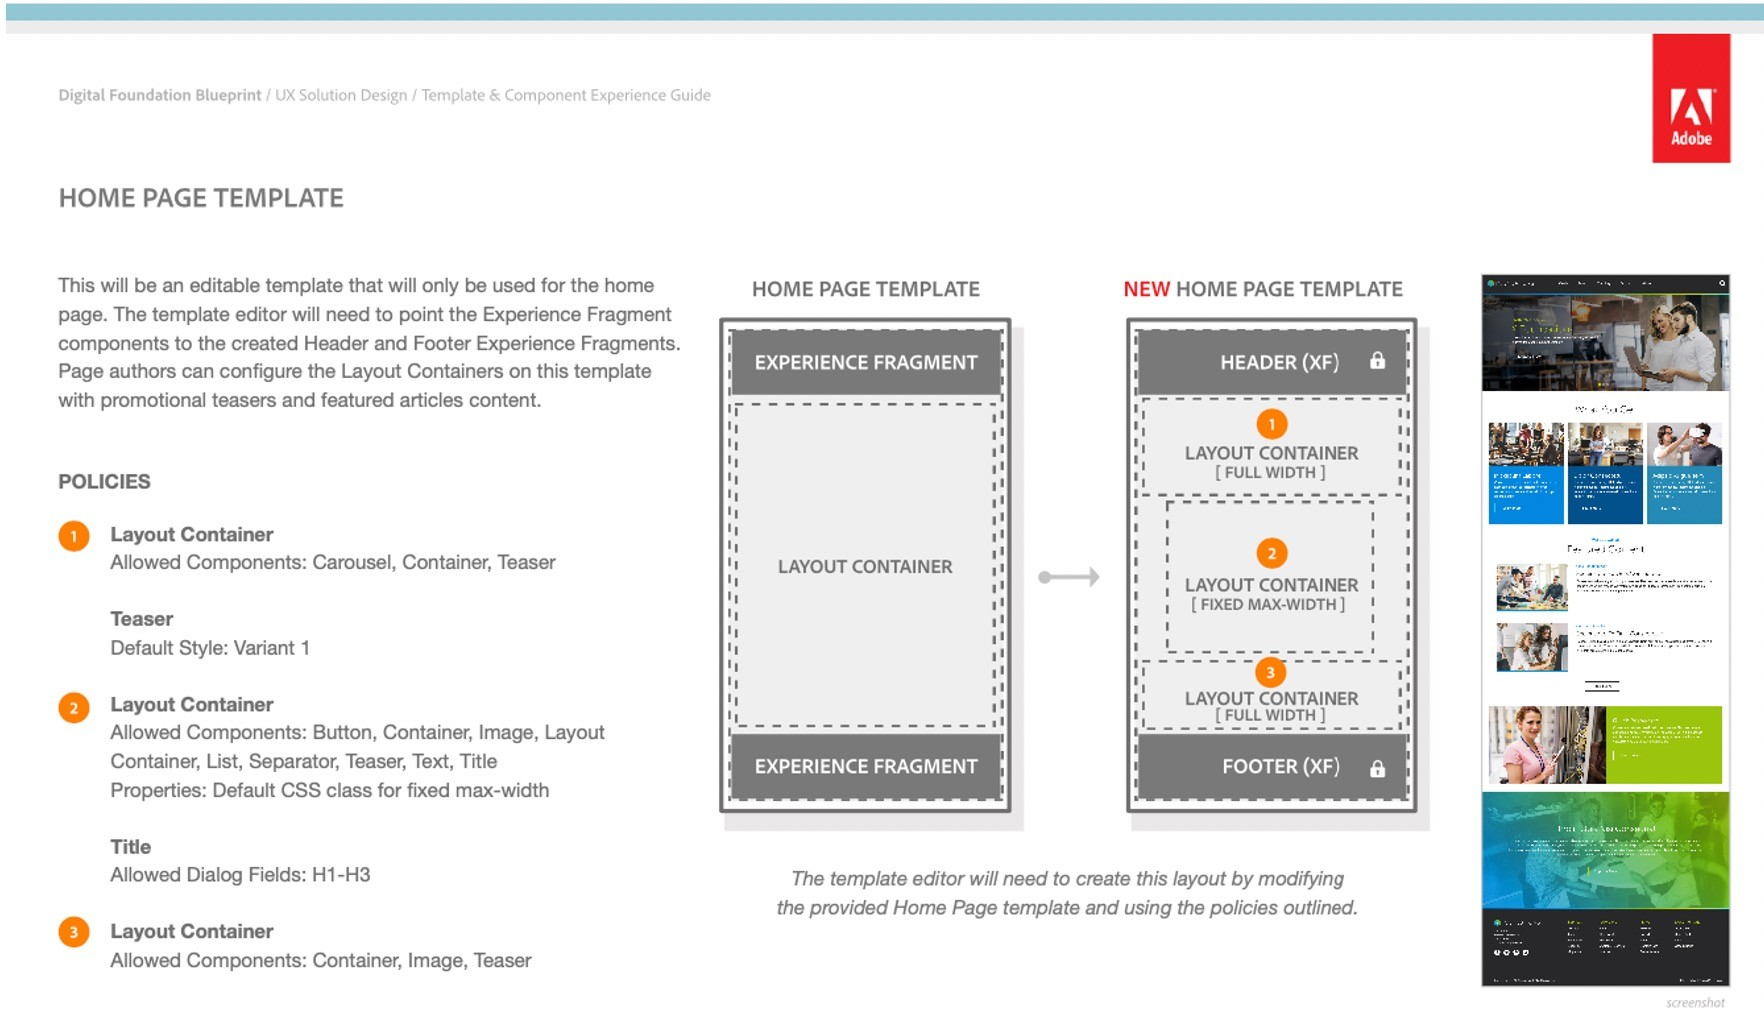 Digital Foundation Blueprint / UX Solution Design / Template & Component Experience Guide
Adobe
HOME PAGE TEMPLATE
This will be an editable template that will only be used for the home
page. The template editor will need to point the Experience Fragment
components to the created Header and Footer Experience Fragments.
Page authors can configure the Layout Containers on this template
with promotional teasers and featured articles content.
POLICIES
1 Layout Container
Allowed Components: Carousel, Container, Teaser
Teaser
Default Style: Variant 1
2 Layout Container
Allowed Components: Button, Container, Image, Layout
Container, List, Separator, Teaser, Text, Title
Properties: Default CSS class for fixed max-width
Title
Allowed Dialog Fields: H1-H3
3 Layout Container
Allowed Components: Container, Image, Teaser
HOME PAGE TEMPLATE
EXPERIENCE FRAGMENT
LAYOUT CONTAINER
EXPERIENCE FRAGMENT
NEW HOME PAGE TEMPLATE
HEADER (XF)
1
LAYOUT CONTAINER
[ FULL WIDTH ]
2
LAYOUT CONTAINER
[ FIXED MAX-WIDTH ]
3
LAYOUT CONTAINER
[ FULL WIDTH ]
FOOTER (XF)
The template editor will need to create this layout by modifying
the provided Home Page template and using the policies outlined.
Featured Content
screenshot